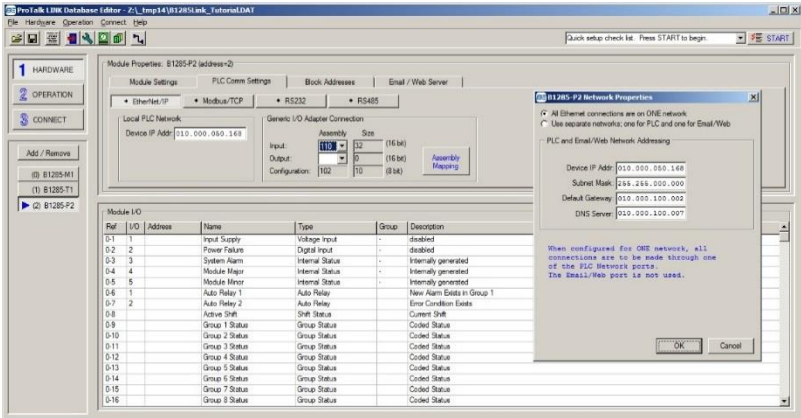 ProTalk LINK Database Editor - Z:\_tmp14\B1285Link_Tutorial.DAT
File Hardware Operation Connect Help
Quick setup check list. Press START to begin.
START
1 HARDWARE
2 OPERATION
3 CONNECT
Add / Remove
(0) B1285-M1
(1) B1285-T1
(2) B1285-P2
Module Properties: B1285-P2 (address=2)
Module Settings PLC Comm Settings Block Addresses Email / Web Server
EtherNet/IP Modbus/TCP RS232 RS485
Local PLC Network
Device IP Addr: 010.000.050.168
Generic I/O Adapter Connection
Assembly Size
Input: 110 32 (16 bit)
Output: 0 (16 bit)
Configuration: 102 10 (8 bit)
Assembly
Mapping
Module I/O
Ref I/O Address Name Type Group Description
0-1 1 Input Supply Voltage Input - disabled
0-2 2 Power Failure Digital Input - disabled
0-3 3 System Alarm Internal Status - Internally generated
0-4 4 Module Major Internal Status - Internally generated
0-5 5 Module Minor Internal Status - Internally generated
0-6 1 Auto Relay 1 Auto Relay New Alarm Exists in Group 1
0-7 2 Auto Relay 2 Auto Relay Error Condition Exists
0-8 Active Shift Shift Status Current Shift
0-9 Group 1 Status Group Status Coded Status
0-10 Group 2 Status Group Status Coded Status
0-11 Group 3 Status Group Status Coded Status
0-12 Group 4 Status Group Status Coded Status
0-13 Group 5 Status Group Status Coded Status
0-14 Group 6 Status Group Status Coded Status
0-15 Group 7 Status Group Status Coded Status
0-16 Group 8 Status Group Status Coded Status
B1285-P2 Network Properties
All Ethernet connections are on ONE network
Use separate networks; one for PLC and one for Email/Web
PLC and Email/Web Network Addressing
Device IP Addr: 010.000.050.168
Subnet Mask: 255.255.000.000
Default Gateway: 010.000.100.002
DNS Server: 010.000.100.007
When configured for ONE network, all
connections are to be made through one
of the PLC Network ports.
The Email/Web port is not used.
OK Cancel